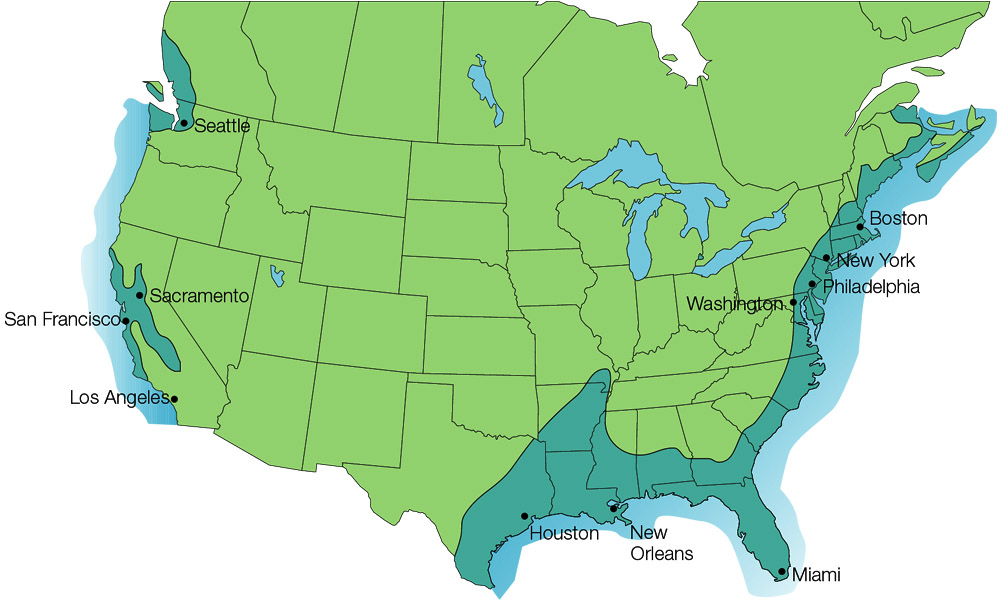 Seattle
Boston
New York
Philadelphia
Sacramento
Washington
San Francisco
Los Angeles
Houston
New
Orleans
Miami